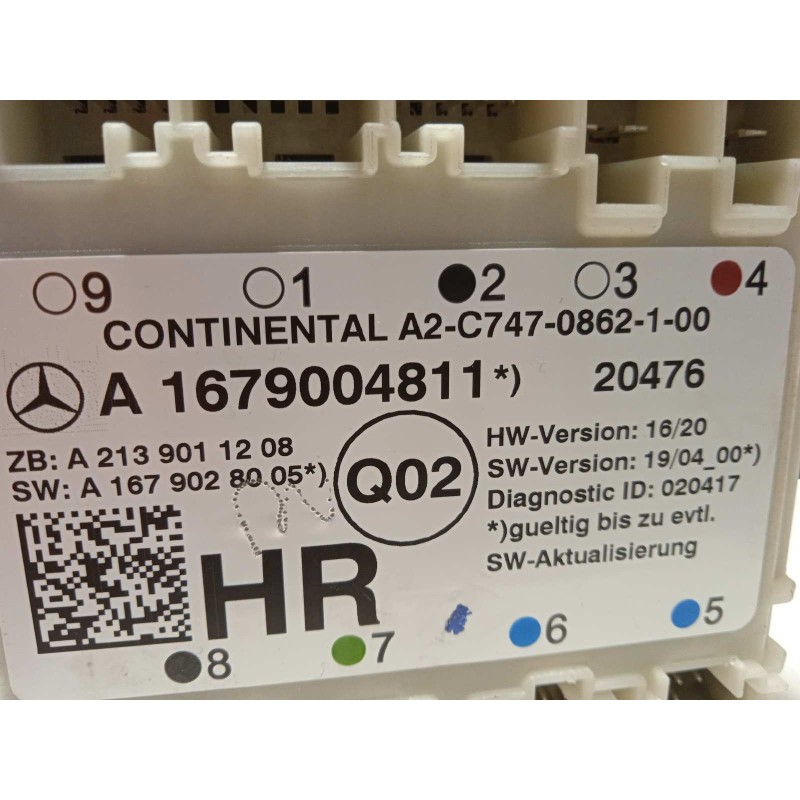 9 1 2 3 4
CONTINENTAL A2-C747-0862-1-00
A 1679004811*) 20476
ZB: A 213 901 12 08
SW: A 167 902 80 05*)
Q02
HW-Version: 16/20
SW-Version: 19/04_00*)
Diagnostic ID: 020417
*)gueltig bis zu evtl.
SW-Aktualisierung
HR
8 7 6 5